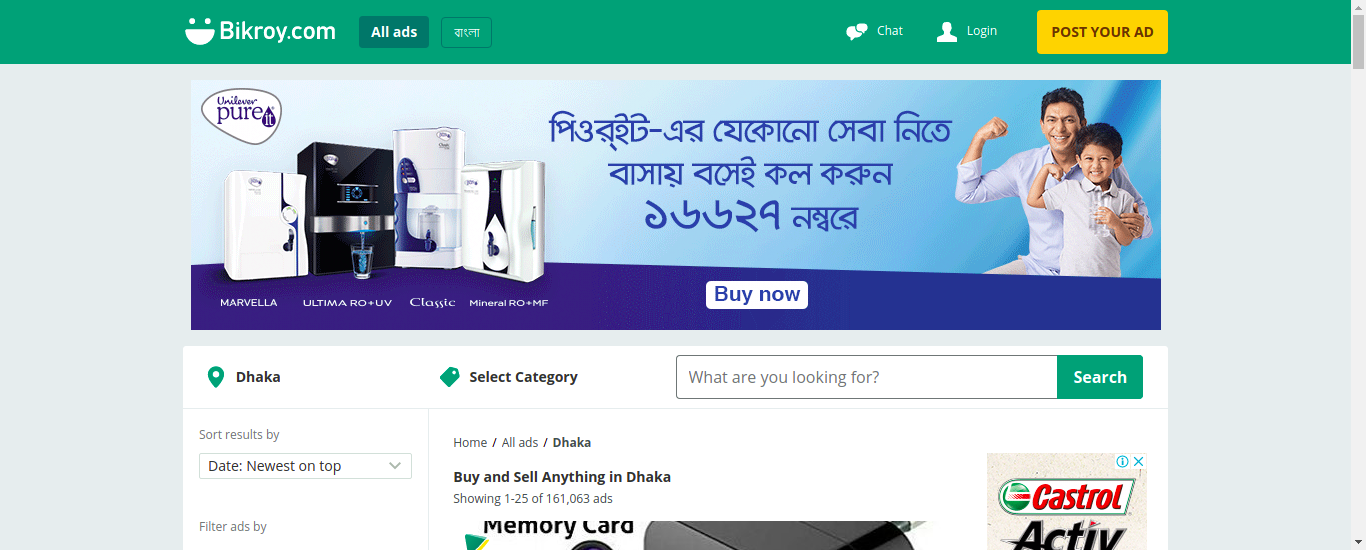 Bikroy.com
All ads
বাংলা
Chat
Login
POST YOUR AD
Unilever
pureit
পিওরইট-এর যেকোনো সেবা নিতে
বাসায় বসেই কল করুন
১৬৬২৭ নম্বরে
MARVELLA
ULTIMA RO+UV
Classic
Mineral RO+MF
Buy now
Dhaka
Select Category
What are you looking for?
Search
Sort results by
Date: Newest on top
Filter ads by
Home / All ads / Dhaka
Buy and Sell Anything in Dhaka
Showing 1-25 of 161,063 ads
Memory Card
Castrol
Activ